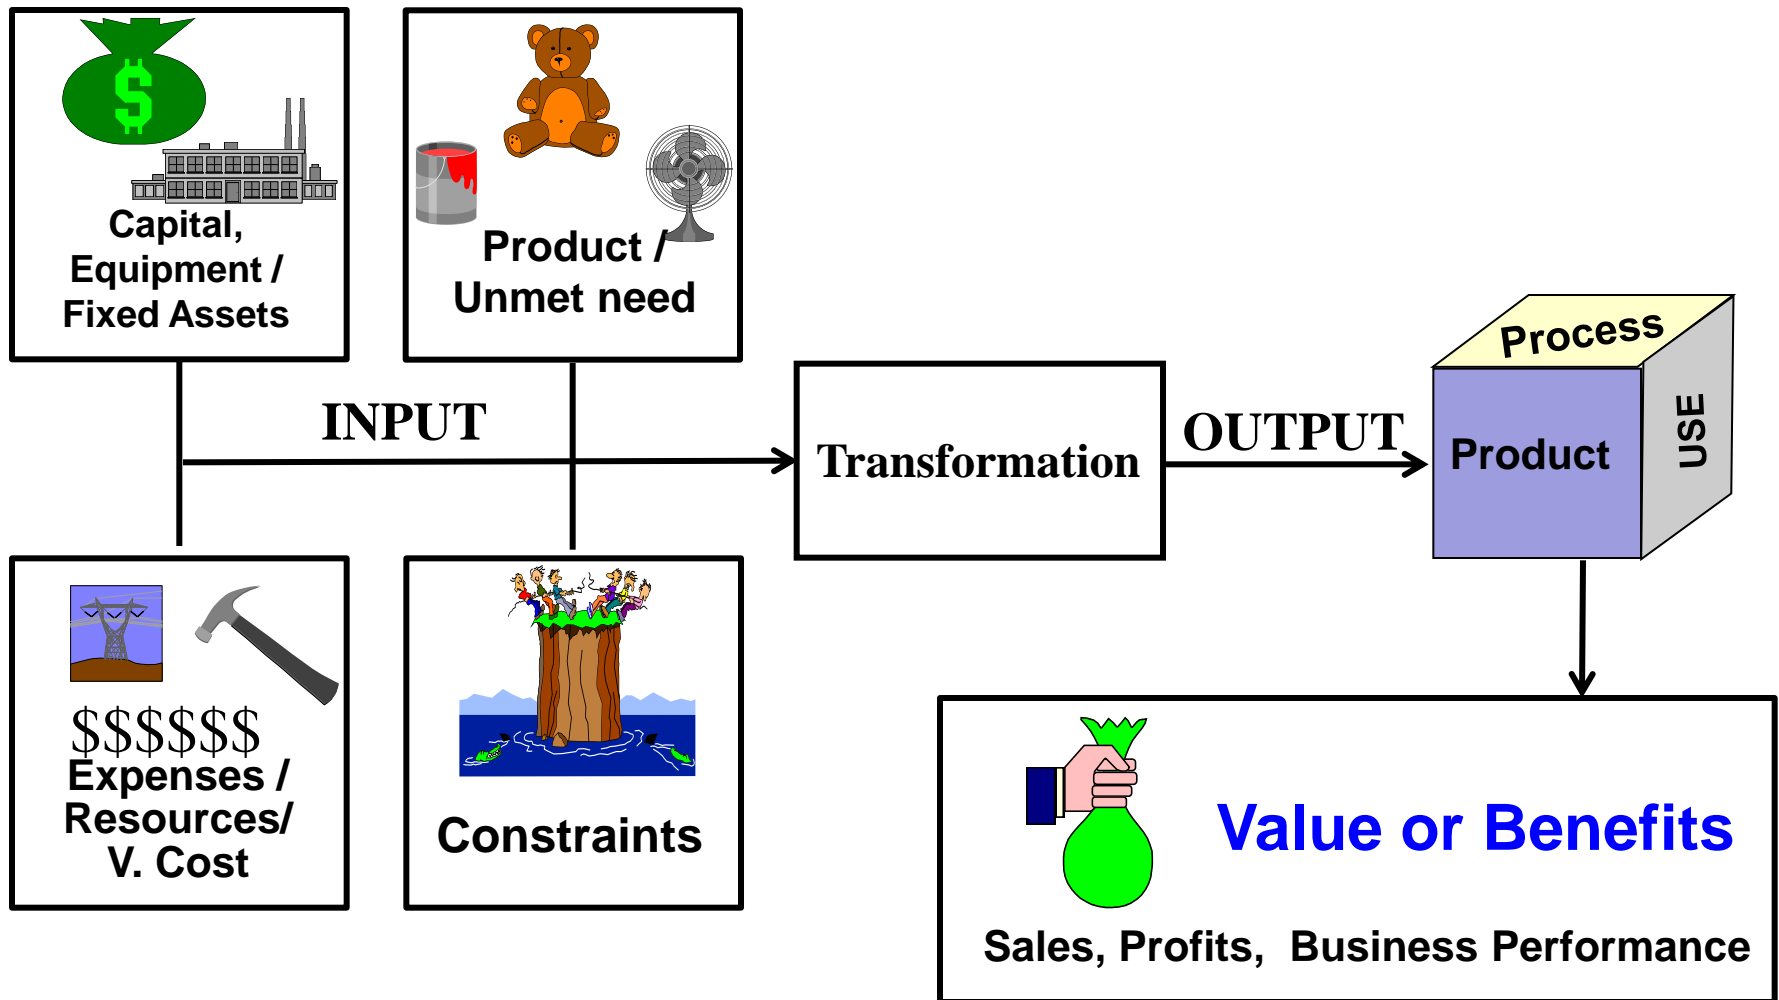 $
Capital,
Equipment /
Fixed Assets
Product /
Unmet need
INPUT
Transformation
OUTPUT
Process
Product
USE
$$$$$$
Expenses /
Resources/
V. Cost
Constraints
Value or Benefits
Sales, Profits,  Business Performance